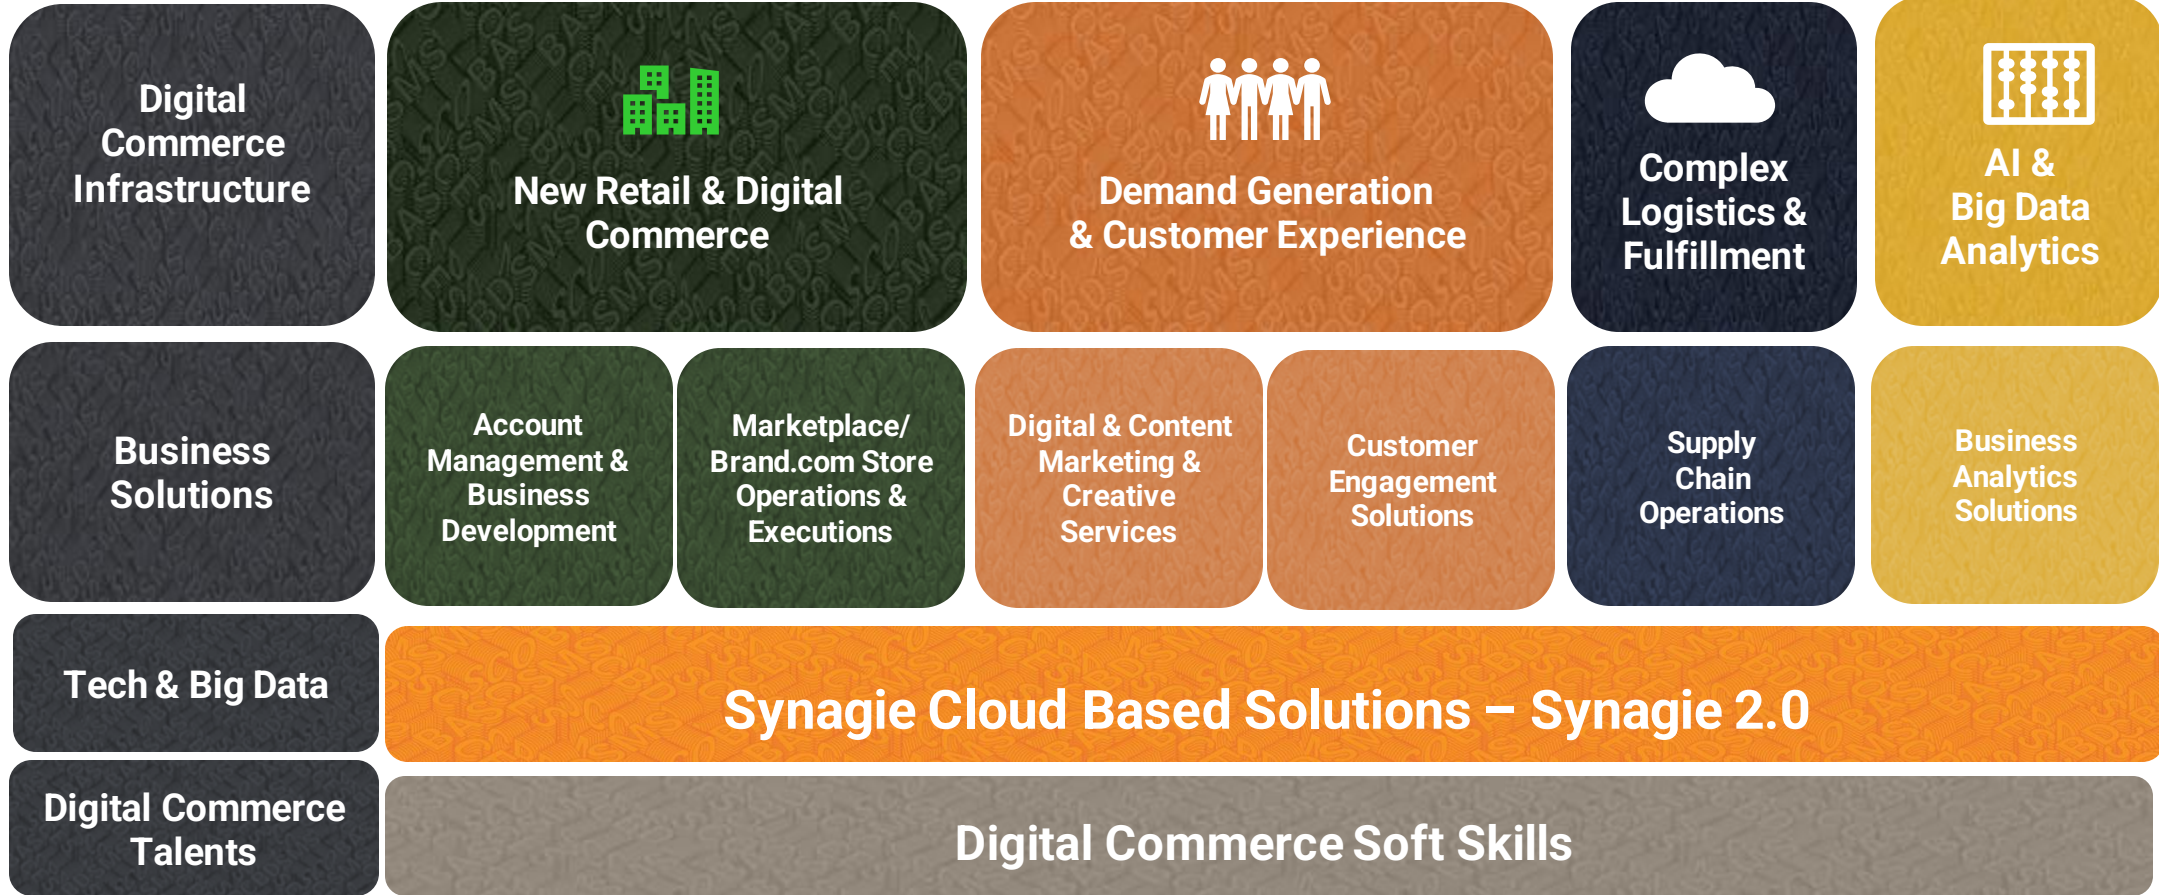 Digital
Commerce
Infrastructure
New Retail & Digital
Commerce
Demand Generation
& Customer Experience
Complex
Logistics &
Fulfillment
AI &
Big Data
Analytics
Business
Solutions
Account
Management &
Business
Development
Marketplace/
Brand.com Store
Operations &
Executions
Digital & Content
Marketing &
Creative
Services
Customer
Engagement
Solutions
Supply
Chain
Operations
Business
Analytics
Solutions
Tech & Big Data
Synagie Cloud Based Solutions – Synagie 2.0
Digital Commerce
Talents
Digital Commerce Soft Skills